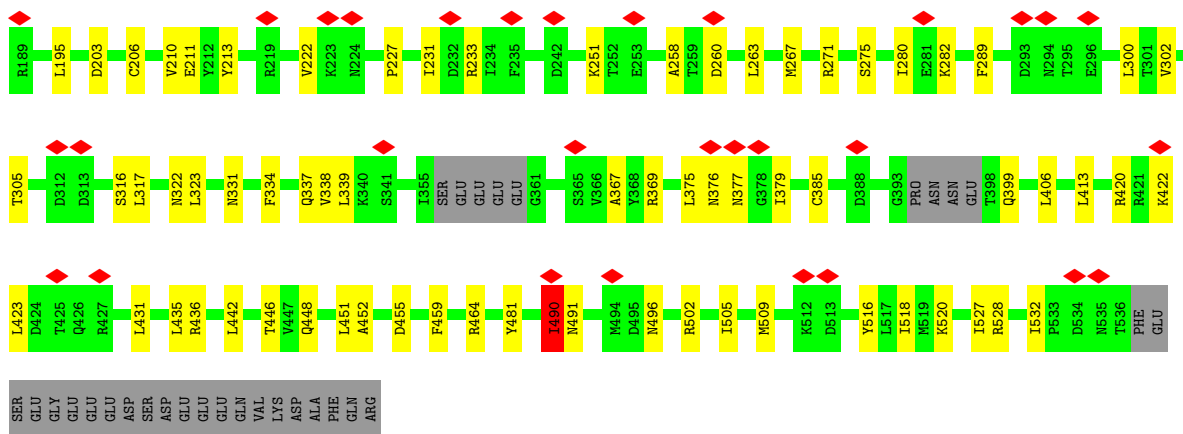 R189 L195 D203 C206 V210 E211 Y212 Y213 R219 V222 K223 N224 P227 I231 D232 R233 I234 F235 D242 K251 T252 E253 A258 T259 D260 L263 M267 R271 S275 I280 E281 K282 F289 D293 N294 T295 E296 L300 T301 V302
T305 D312 D313 S316 L317 N322 L323 N331 F334 Q337 V338 L339 K340 S341 I355 SER GLU GLU GLU GLU G361 S365 V366 A367 Y368 R369 L375 N376 N377 G378 I379 C385 D388 G393 PRO ASN ASN GLU T398 Q399 L406 L413 R420 R421 K422
L423 D424 T425 Q426 R427 L431 L435 R436 L442 T446 V447 Q448 L451 A452 D455 F459 R464 Y481 I490 N491 M494 D495 N496 R502 I505 M509 K512 D513 Y516 L517 I518 M519 K520 I527 R528 I532 P533 D534 N535 T536 PHE GLU
SER GLU GLY GLU GLU GLU ASP SER ASP GLU GLU GLU GLN VAL LYS ASP ALA PHE GLN ARG